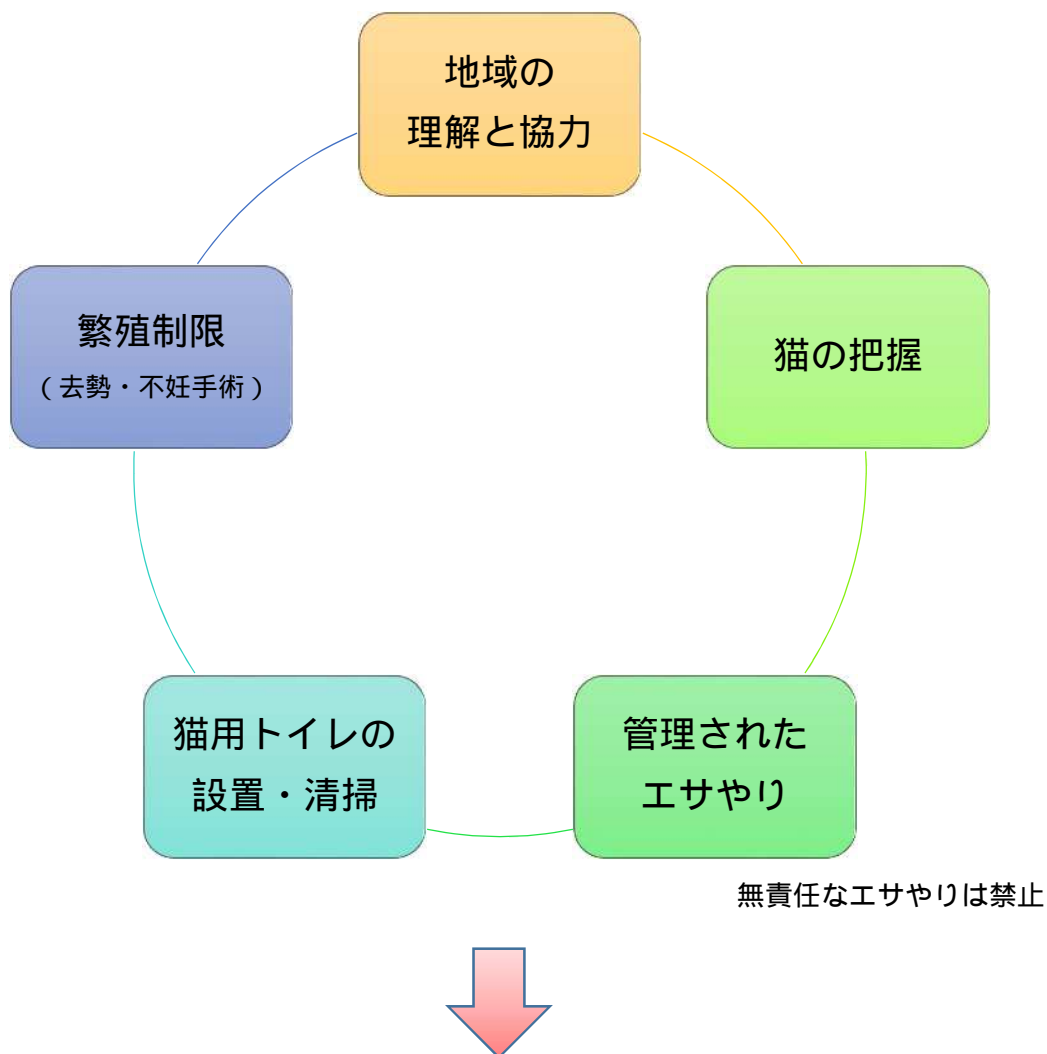 地域の
理解と協力
繁殖制限
（去勢・不妊手術）
猫の把握
猫用トイレの
設置・清掃
管理された
エサやり
無責任なエサやりは禁止